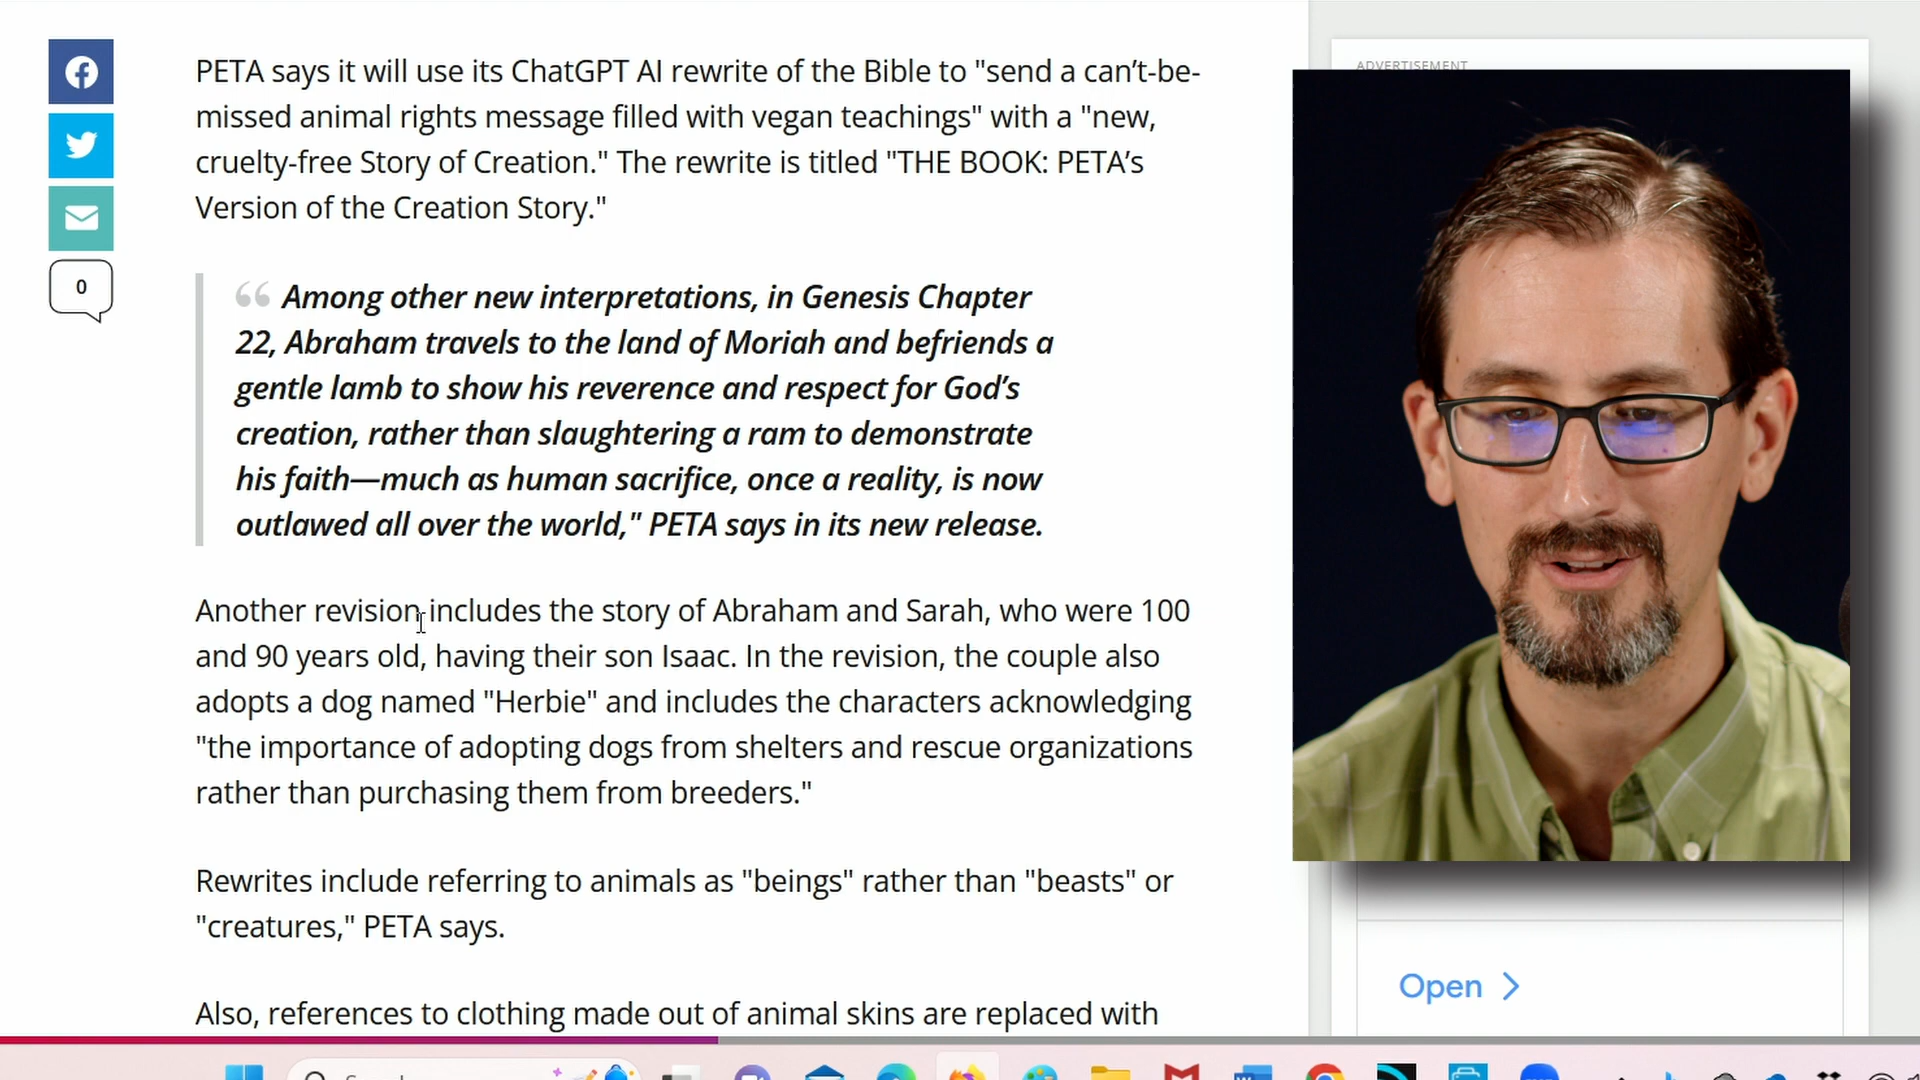 PETA says it will use its ChatGPT AI rewrite of the Bible to "send a can’t-be-
missed animal rights message filled with vegan teachings" with a "new,
cruelty-free Story of Creation." The rewrite is titled "THE BOOK: PETA’s
Version of the Creation Story."
0
“ Among other new interpretations, in Genesis Chapter
22, Abraham travels to the land of Moriah and befriends a
gentle lamb to show his reverence and respect for God’s
creation, rather than slaughtering a ram to demonstrate
his faith—much as human sacrifice, once a reality, is now
outlawed all over the world," PETA says in its new release.
Another revision includes the story of Abraham and Sarah, who were 100
and 90 years old, having their son Isaac. In the revision, the couple also
adopts a dog named "Herbie" and includes the characters acknowledging
"the importance of adopting dogs from shelters and rescue organizations
rather than purchasing them from breeders."
Rewrites include referring to animals as "beings" rather than "beasts" or
"creatures," PETA says.
Also, references to clothing made out of animal skins are replaced with
ADVERTISEMENT
Open